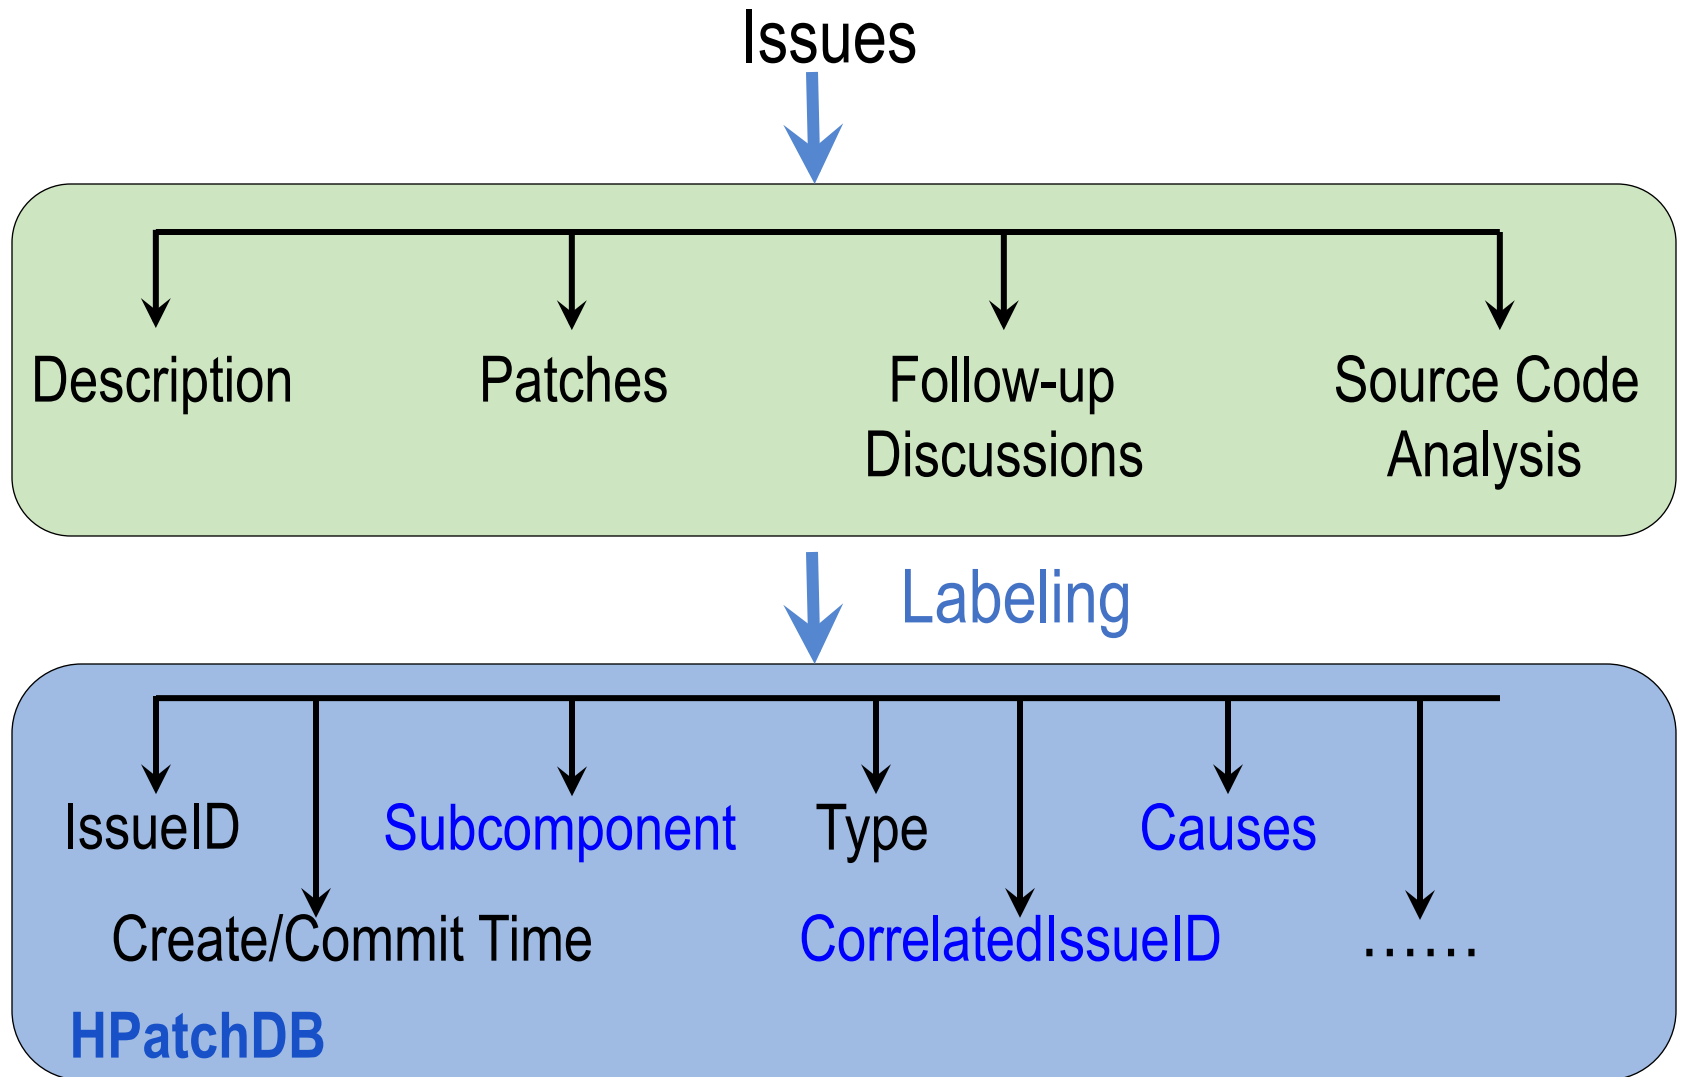 Issues
Description
Patches
Follow-up
Discussions
Source Code
Analysis
Labeling
IssueID
Subcomponent
Type
Causes
Create/Commit Time
CorrelatedIssueID
......
HPatchDB